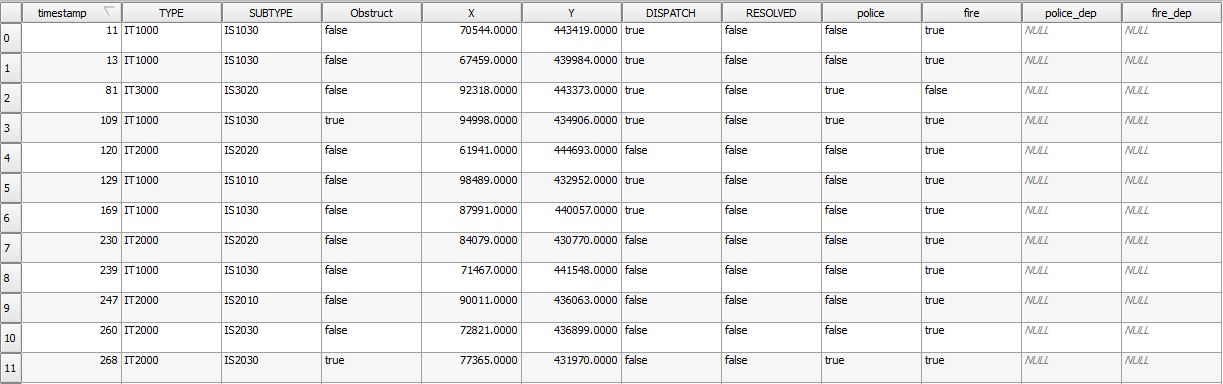 timestamp TYPE SUBTYPE Obstruct X Y DISPATCH RESOLVED police fire police_dep fire_dep
0 11 IT1000 IS1030 false 70544.0000 443419.0000 true false false true NULL NULL
1 13 IT1000 IS1030 false 67459.0000 439984.0000 true false false true NULL NULL
2 81 IT3000 IS3020 false 92318.0000 443373.0000 true false true false NULL NULL
3 109 IT1000 IS1030 true 94998.0000 434906.0000 true false true true NULL NULL
4 120 IT2000 IS2020 false 61941.0000 444693.0000 false false false true NULL NULL
5 129 IT1000 IS1010 false 98489.0000 432952.0000 true false false true NULL NULL
6 169 IT1000 IS1030 false 87991.0000 440057.0000 true false false true NULL NULL
7 230 IT2000 IS2020 false 84079.0000 430770.0000 false false false true NULL NULL
8 239 IT1000 IS1030 false 71467.0000 441548.0000 false false false true NULL NULL
9 247 IT2000 IS2010 false 90011.0000 436063.0000 false false false true NULL NULL
10 260 IT2000 IS2030 false 72821.0000 436899.0000 false false false true NULL NULL
11 268 IT2000 IS2030 true 77365.0000 431970.0000 false false true true NULL NULL